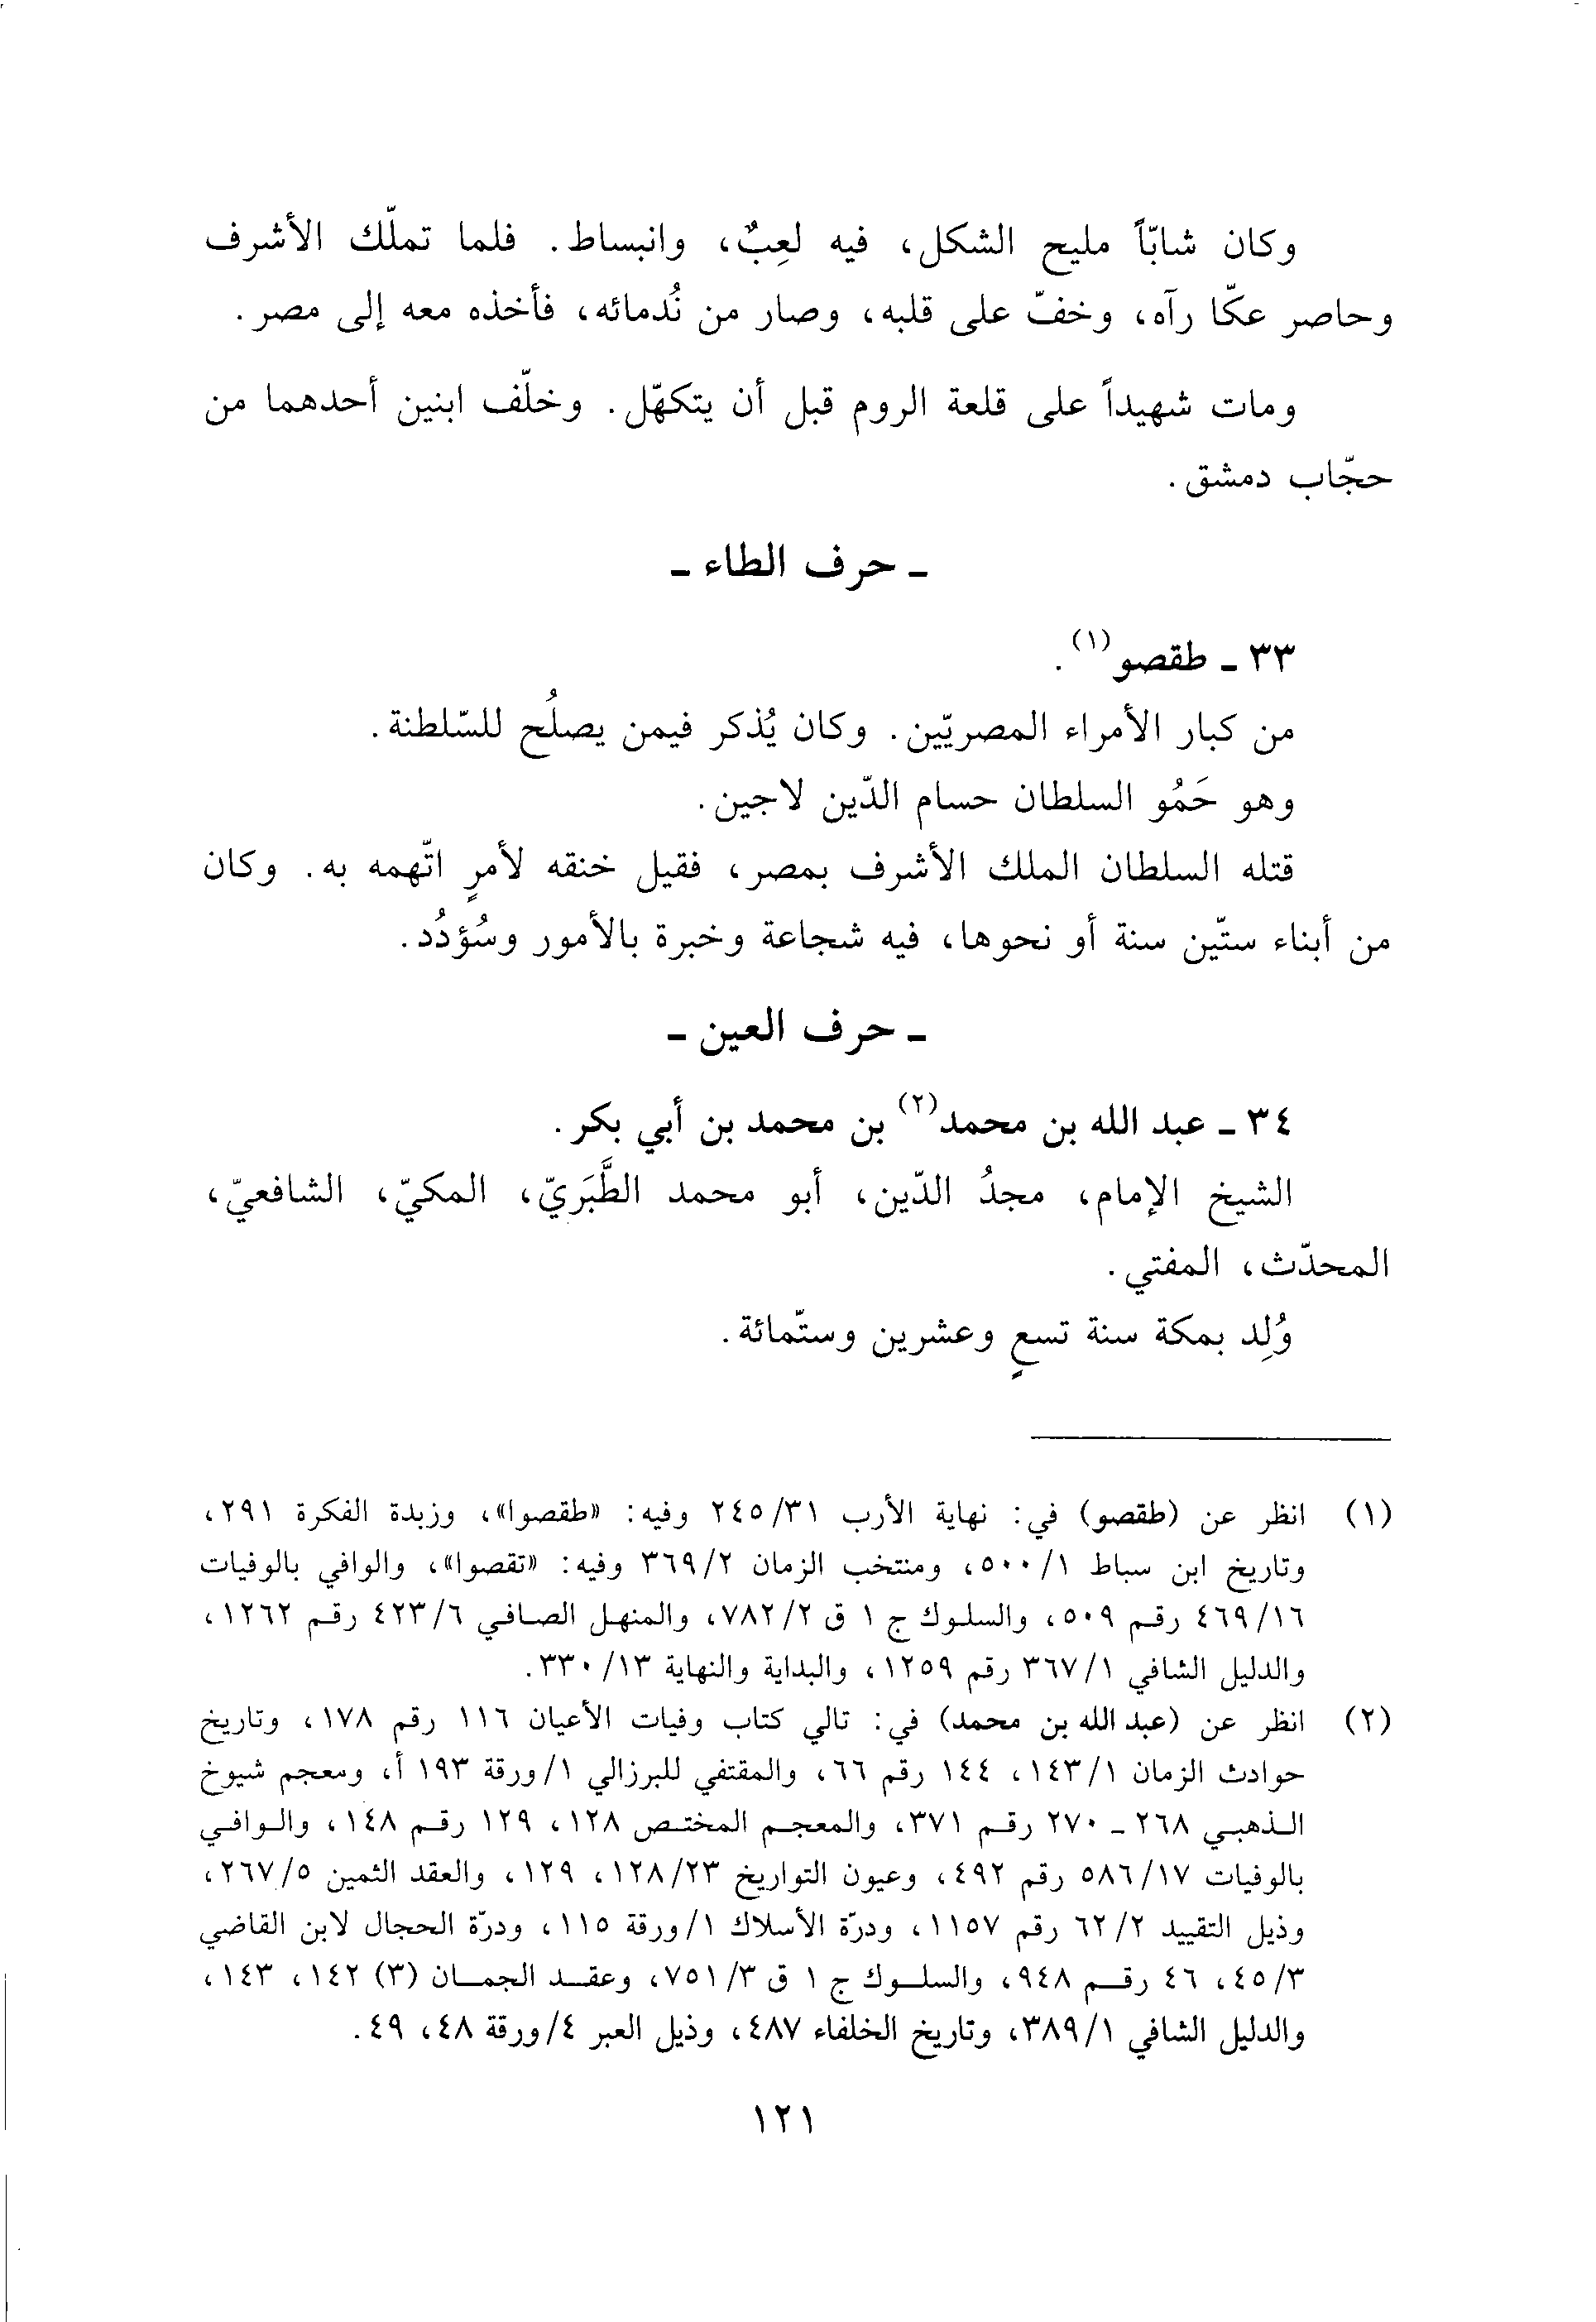 وكان شابّاً مليح الشكل، فيه لعِبٌ، وانبساط. فلما تملّك الأشرف
وحاصر عكّا رآه، وخفّ على قلبه، وصار من نُدمائه، فأخذه معه إلى مصر.
ومات شهيداً على قلعة الروم قبل أن يتكهّل. وخلّف ابنين أحدهما من
حجّاب دمشق.
ـ حرف الطاء ـ
٣٣ ـ طقصو(١).
من كبار الأمراء المصريّين. وكان يُذكر فيمن يصلُح للسّلطنة.
وهو حَمُو السلطان حسام الدّين لاجين.
قتله السلطان الملك الأشرف بمصر، فقيل خنقه لأمرٍ اتّهمه به. وكان
من أبناء ستّين سنة أو نحوها، فيه شجاعة وخبرة بالأمور وسُؤدُد.
ـ حرف العين ـ
٣٤ ـ عبد الله بن محمد(٢) بن محمد بن أبي بكر.
الشيخ الإمام، مجدُ الدّين، أبو محمد الطَّبَريّ، المكيّ، الشافعيّ،
المحدّث، المفتي.
وُلِد بمكة سنة تسعٍ وعشرين وستّمائة.
(١) انظر عن (طقصو) في: نهاية الأرب ٣١/ ٢٤٥ وفيه: «طقصوا»، وزبدة الفكرة ٢٩١،
وتاريخ ابن سباط ١/ ٥٠٠، ومنتخب الزمان ٢/ ٣٦٩ وفيه: «تقصوا»، والوافي بالوفيات
١٦/ ٤٦٩ رقم ٥٠٩، والسلوك ج ١ ق ٢/ ٧٨٢، والمنهل الصافي ٦/ ٤٢٣ رقم ١٢٦٢،
والدليل الشافي ١/ ٣٦٧ رقم ١٢٥٩، والبداية والنهاية ١٣/ ٣٣٠.
(٢) انظر عن (عبد الله بن محمد) في: تالي كتاب وفيات الأعيان ١١٦ رقم ١٧٨، وتاريخ
حوادث الزمان ١/ ١٤٣، ١٤٤ رقم ٦٦، والمقتفي للبرزالي ١/ ورقة ١٩٣ أ، ومعجم شيوخ
الذهبي ٢٦٨ ـ ٢٧٠ رقم ٣٧١، والمعجم المختص ١٢٨، ١٢٩ رقم ١٤٨، والوافي
بالوفيات ١٧/ ٥٨٦ رقم ٤٩٢، وعيون التواريخ ٢٣/ ١٢٨، ١٢٩، والعقد الثمين ٥/ ٢٦٧،
وذيل التقييد ٢/ ٦٢ رقم ١١٥٧، ودرّة الأسلاك ١/ ورقة ١١٥، ودرّة الحجال لابن القاضي
٣/ ٤٥، ٤٦ رقم ٩٤٨، والسلوك ج ١ ق ٣/ ٧٥١، وعقد الجمان (٣) ١٤٢، ١٤٣،
والدليل الشافي ١/ ٣٨٩، وتاريخ الخلفاء ٤٨٧، وذيل العبر ٤/ ورقة ٤٨، ٤٩.
١٢١